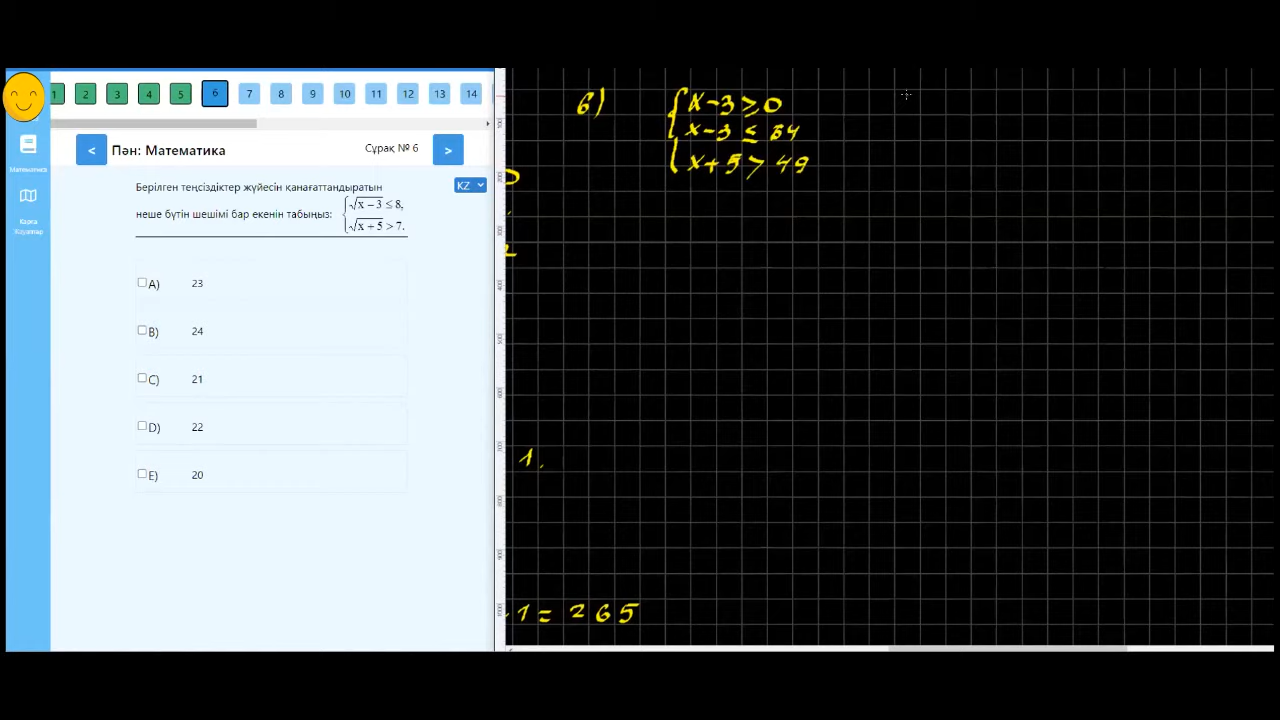 1 2 3 4 5 6 7 8 9 10 11 12 13 14
< Пән: Математика Сұрақ № 6 >
Математика
Карта
KZ
Берілген теңсіздіктер жүйесін қанағаттандыратын
неше бүтін шешімі бар екенін табыңыз: {√x − 3 ≤ 8,
√x + 5 > 7.
A) 23
B) 24
C) 21
D) 22
E) 20
6) {x-3 ≥ 0
x-3 ≤ 64
x+5 > 49
1.
1 = 265